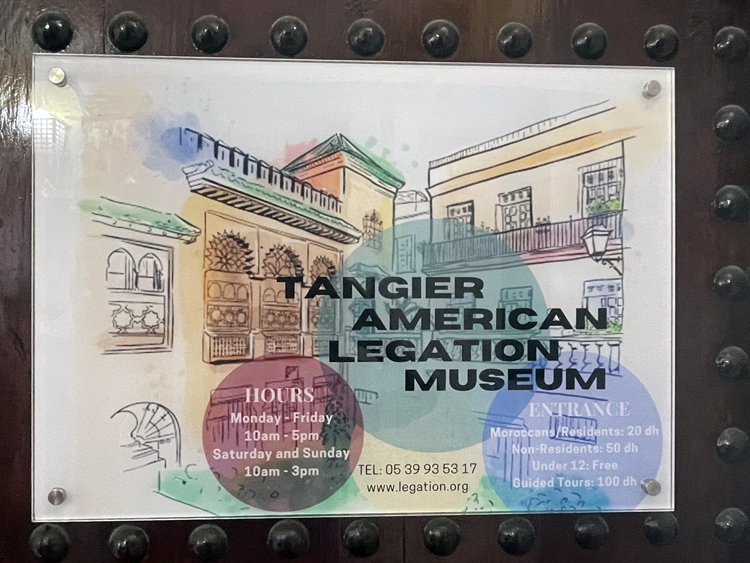 TANGIER
AMERICAN
LEGATION
MUSEUM
HOURS
Monday - Friday
10am - 5pm
Saturday and Sunday
10am - 3pm
TEL: 05 39 93 53 17
www.legation.org
ENTRANCE
Moroccans/Residents: 20 dh
Non-Residents: 50 dh
Under 12: Free
Guided Tours: 100 dh